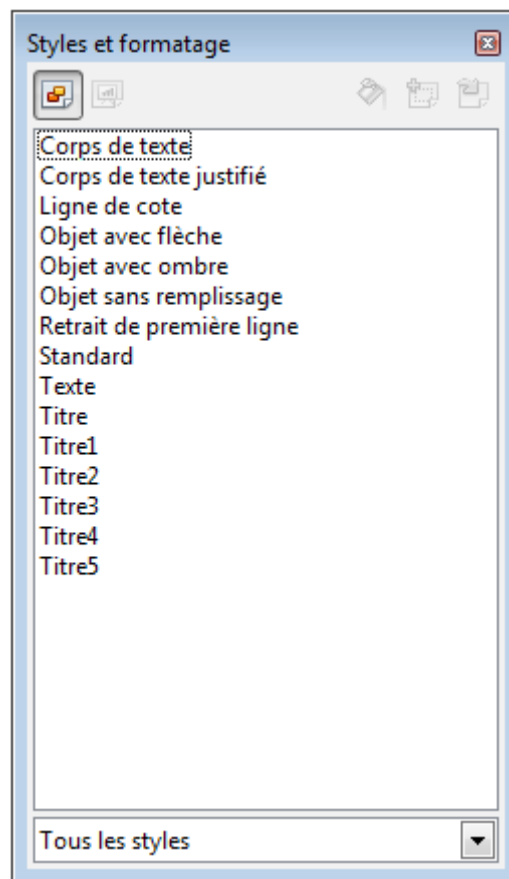 Styles et formatage
Corps de texte
Corps de texte justifié
Ligne de cote
Objet avec flèche
Objet avec ombre
Objet sans remplissage
Retrait de première ligne
Standard
Texte
Titre
Titre1
Titre2
Titre3
Titre4
Titre5
Tous les styles